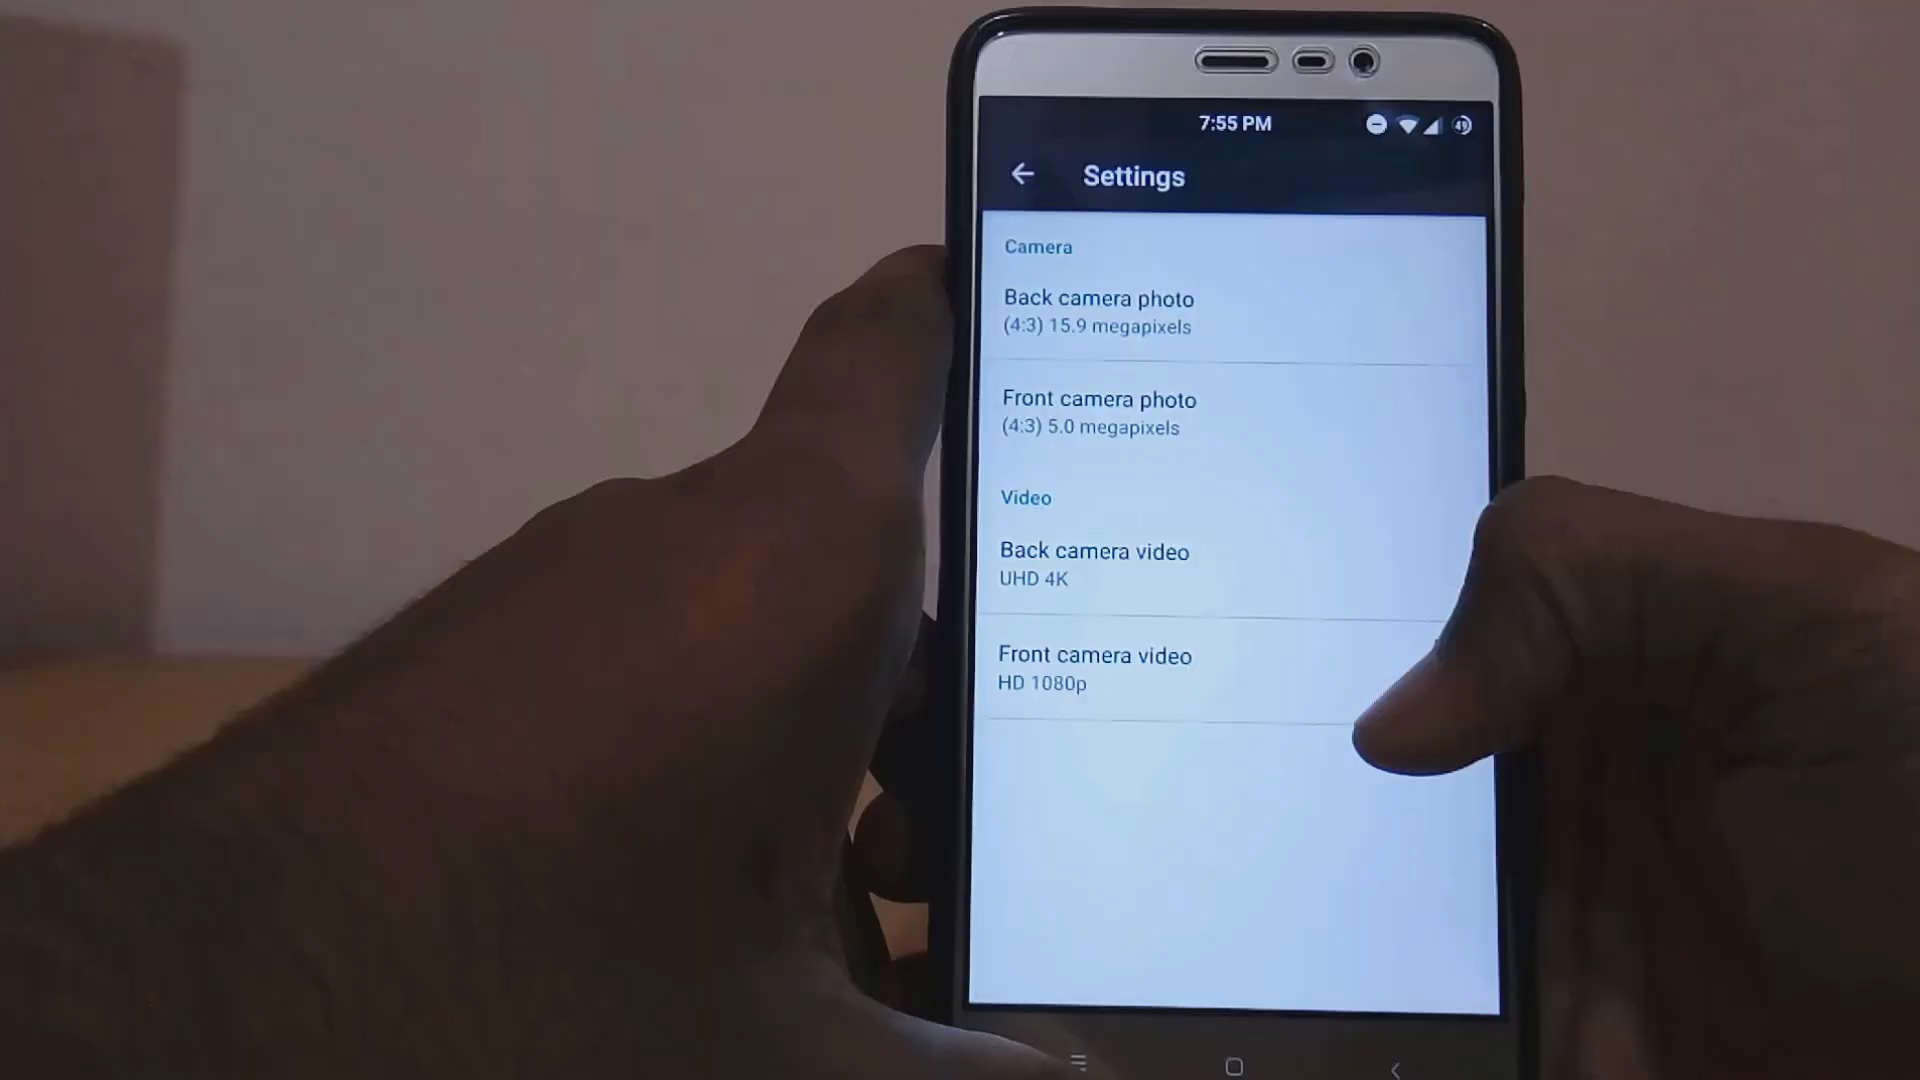 7:55 PM
49
Settings
Camera
Back camera photo
(4:3) 15.9 megapixels
Front camera photo
(4:3) 5.0 megapixels
Video
Back camera video
UHD 4K
Front camera video
HD 1080p